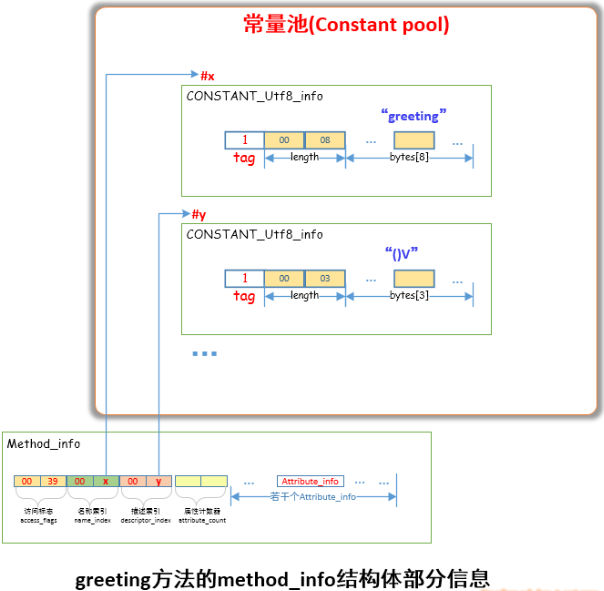 常量池(Constant pool)
#x
CONSTANT_Utf8_info
“greeting”
1 00 08 ... ...
tag length bytes[8]
#y
CONSTANT_Utf8_info
“()V”
1 00 03 ... ...
tag length bytes[3]
...
Method_info
00 39 00 x 00 y ... Attribute_info ... ...
若干个Attribute_info
访问标志 名称索引 描述索引 属性计数器
access_flags name_index descriptor_index attribute_count
greeting方法的method_info结构体部分信息